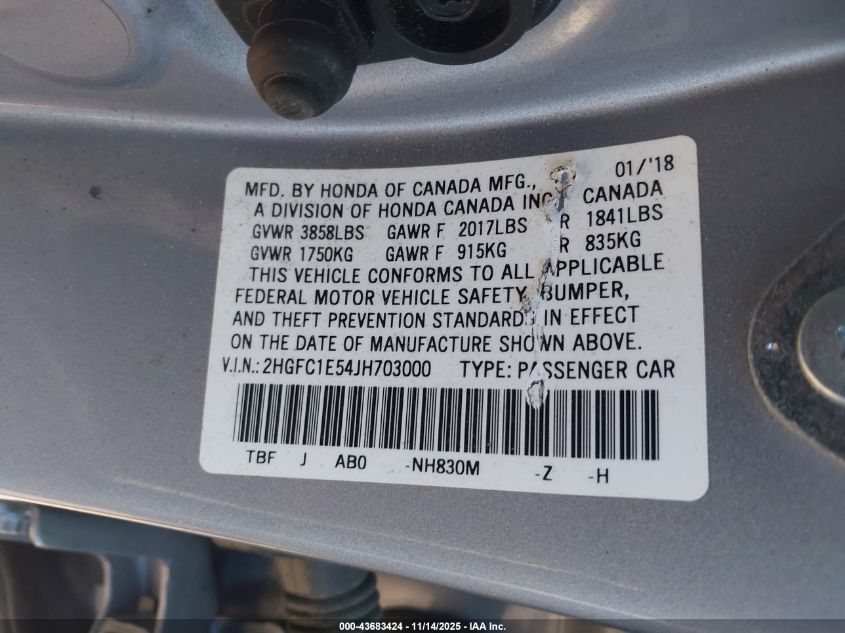 01/'18
MFD. BY HONDA OF CANADA MFG.,
A DIVISION OF HONDA CANADA INC CANADA
GVWR 3858LBS GAWR F 2017LBS R 1841LBS
GVWR 1750KG GAWR F 915KG R 835KG
THIS VEHICLE CONFORMS TO ALL APPLICABLE
FEDERAL MOTOR VEHICLE SAFETY, BUMPER,
AND THEFT PREVENTION STANDARDS IN EFFECT
ON THE DATE OF MANUFACTURE SHOWN ABOVE.
V.I.N.: 2HGFC1E54JH703000 TYPE: PASSENGER CAR
TBF J AB0 -NH830M -Z -H
000-43683424 - 11/14/2025 - IAA Inc.